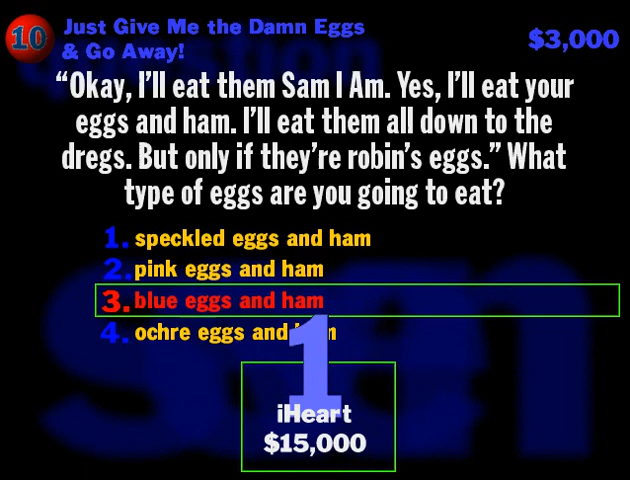 10 Just Give Me the Damn Eggs
& Go Away!
$3,000
“Okay, I’ll eat them Sam I Am. Yes, I’ll eat your
eggs and ham. I’ll eat them all down to the
dregs. But only if they’re robin’s eggs.” What
type of eggs are you going to eat?
1. speckled eggs and ham
2. pink eggs and ham
3. blue eggs and ham
4. ochre eggs and
1
iHeart
$15,000